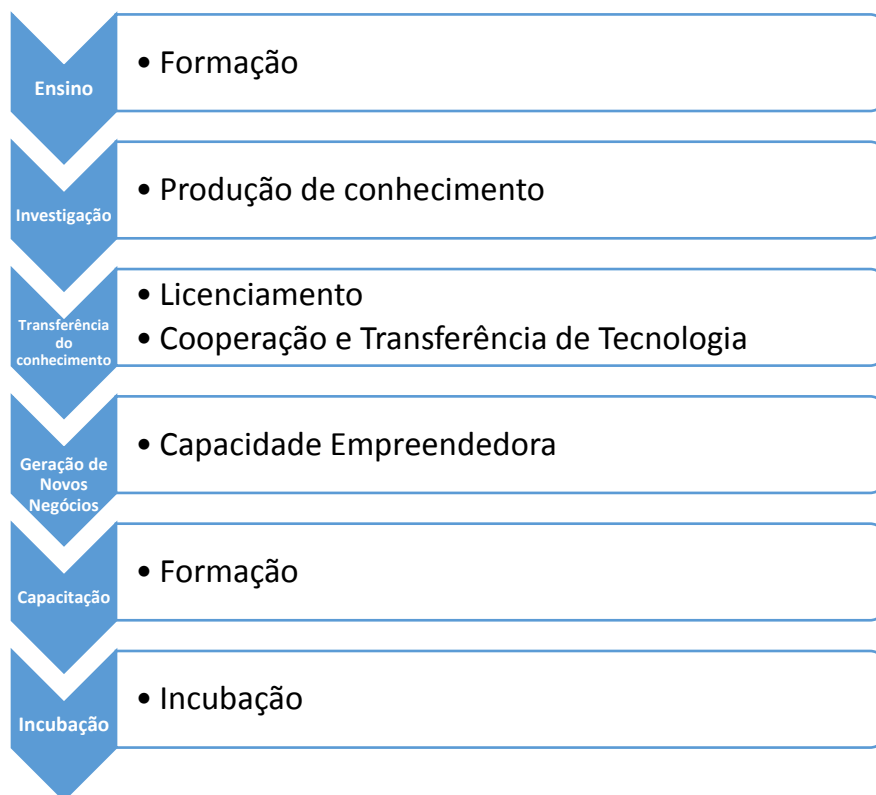 Ensino
• Formação
Investigação
• Produção de conhecimento
Transferência
do
conhecimento
• Licenciamento
• Cooperação e Transferência de Tecnologia
Geração de
Novos
Negócios
• Capacidade Empreendedora
Capacitação
• Formação
Incubação
• Incubação